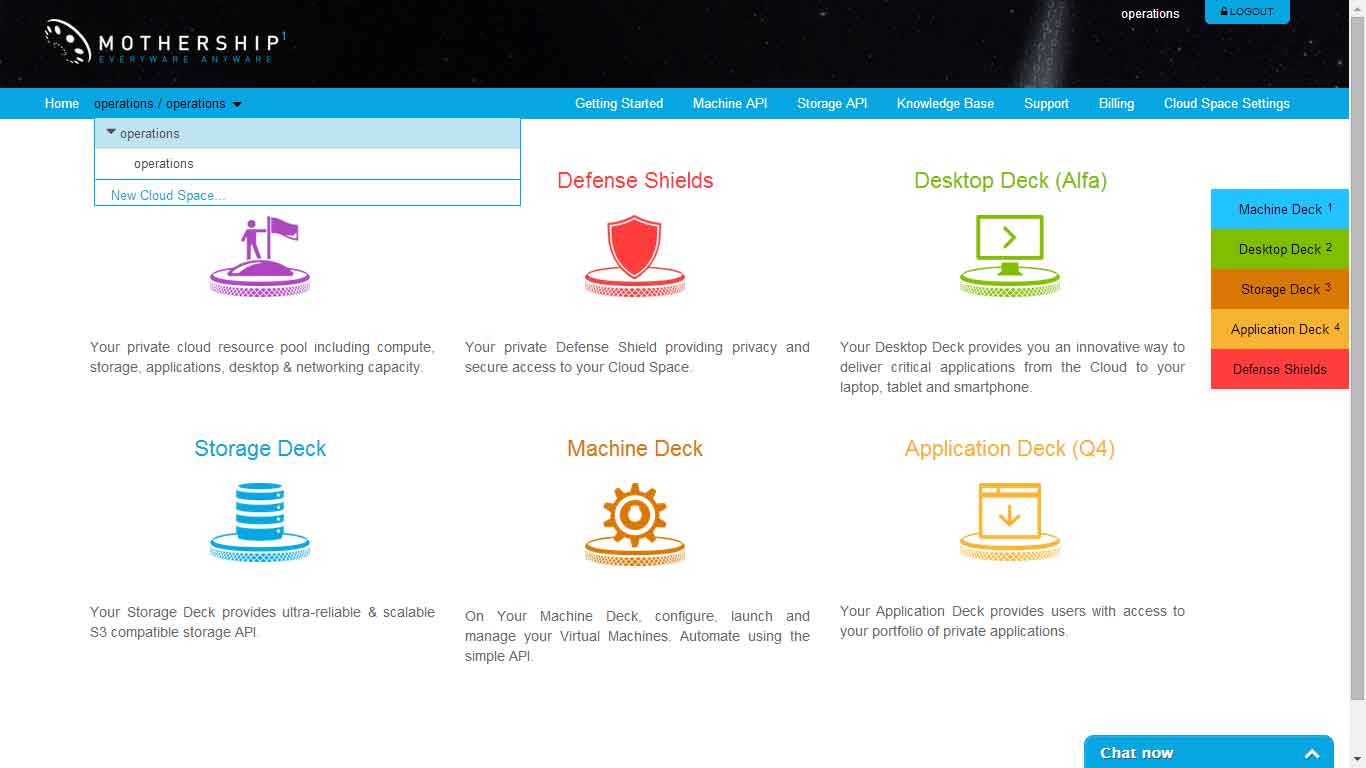 operations
LOGOUT
MOTHERSHIP1
EVERYWARE ANYWARE
Home
operations / operations
Getting Started
Machine API
Storage API
Knowledge Base
Support
Billing
Cloud Space Settings
operations
operations
New Cloud Space...
Defense Shields
Desktop Deck (Alfa)
Machine Deck 1
Desktop Deck 2
Storage Deck 3
Application Deck 4
Defense Shields
Your private cloud resource pool including compute,
storage, applications, desktop & networking capacity.
Your private Defense Shield providing privacy and
secure access to your Cloud Space.
Your Desktop Deck provides you an innovative way to
deliver critical applications from the Cloud to your
laptop, tablet and smartphone.
Storage Deck
Machine Deck
Application Deck (Q4)
Your Storage Deck provides ultra-reliable & scalable
S3 compatible storage API.
On Your Machine Deck, configure, launch and
manage your Virtual Machines. Automate using the
simple API.
Your Application Deck provides users with access to
your portfolio of private applications.
Chat now